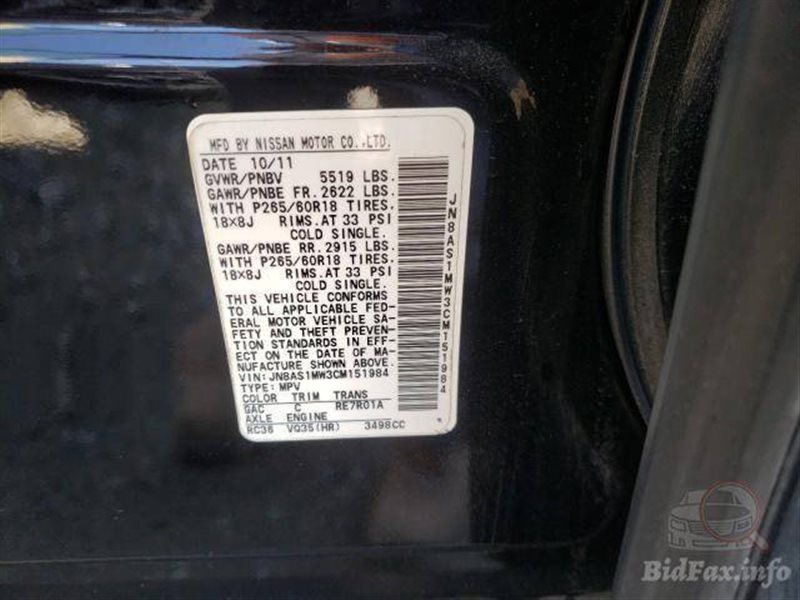 MFD BY NISSAN MOTOR CO.,LTD.
DATE 10/11
GVWR/PNBV 5519 LBS.
GAWR/PNBE FR. 2622 LBS.
WITH P265/60R18 TIRES.
18×8J RIMS.AT 33 PSI
COLD SINGLE.
GAWR/PNBE RR. 2915 LBS.
WITH P265/60R18 TIRES.
18×8J RIMS.AT 33 PSI
COLD SINGLE.
THIS VEHICLE CONFORMS
TO ALL APPLICABLE FED-
ERAL MOTOR VEHICLE SA-
FETY AND THEFT PREVEN-
TION STANDARDS IN EFF-
ECT ON THE DATE OF MA-
NUFACTURE SHOWN ABOVE.
VIN: JN8AS1MW3CM151984
TYPE: MPV
COLOR TRIM TRANS
GAC C RE7R01A
AXLE ENGINE
RC36 VQ35(HR) 3498CC
JN8AS1MW3CM151984
BidFax.info